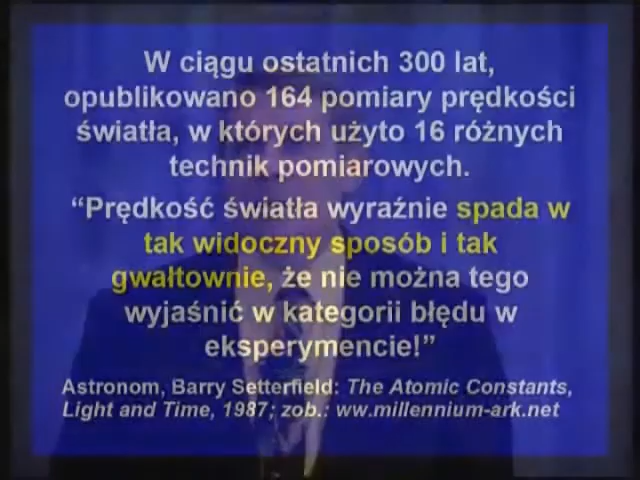 W ciągu ostatnich 300 lat,
opublikowano 164 pomiary prędkości
światła, w których użyto 16 różnych
technik pomiarowych.
“Prędkość światła wyraźnie spada w
tak widoczny sposób i tak
gwałtownie, że nie można tego
wyjaśnić w kategorii błędu w
eksperymencie!”
Astronom, Barry Setterfield: The Atomic Constants,
Light and Time, 1987; zob.: ww.millennium-ark.net